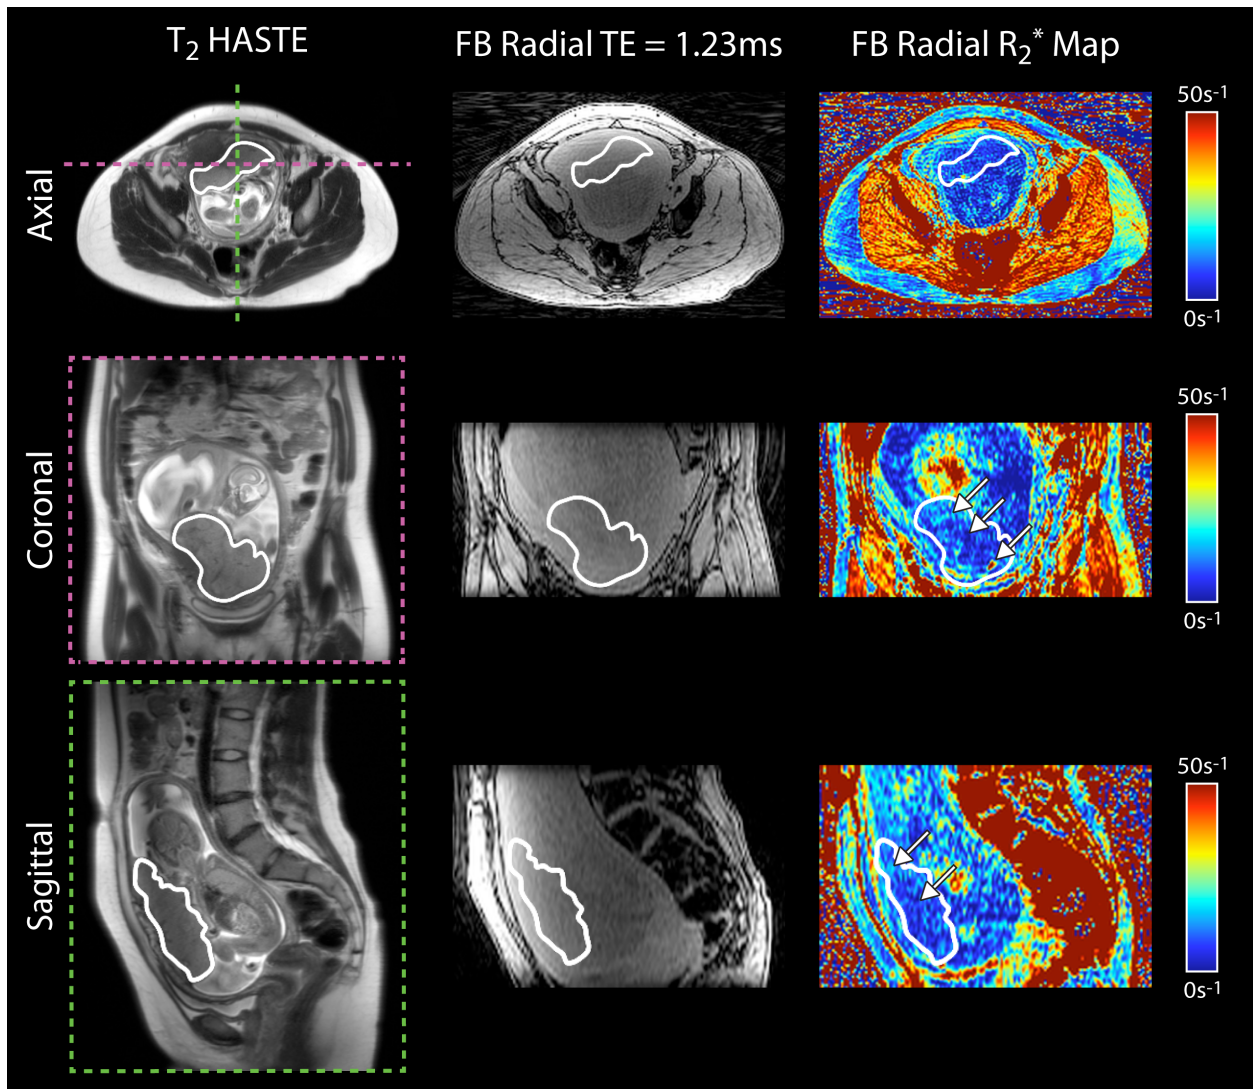 T₂ HASTE
FB Radial TE = 1.23ms
FB Radial R₂* Map
Axial
50s⁻¹
0s⁻¹
Coronal
50s⁻¹
0s⁻¹
Sagittal
50s⁻¹
0s⁻¹